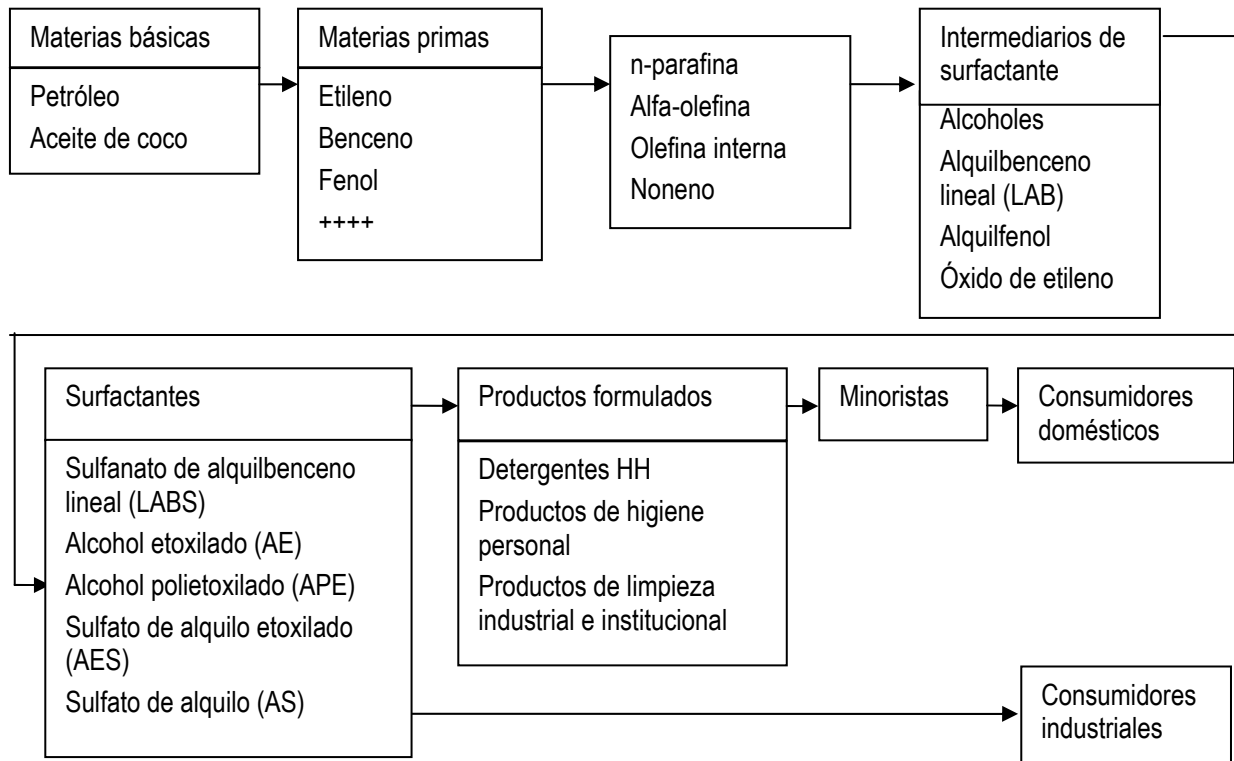 Materias básicas
Petróleo
Aceite de coco
Materias primas
Etileno
Benceno
Fenol
++++
n-parafina
Alfa-olefina
Olefina interna
Noneno
Intermediarios de
surfactante
Alcoholes
Alquilbenceno
lineal (LAB)
Alquilfenol
Óxido de etileno
Surfactantes
Sulfanato de alquilbenceno
lineal (LABS)
Alcohol etoxilado (AE)
Alcohol polietoxilado (APE)
Sulfato de alquilo etoxilado
(AES)
Sulfato de alquilo (AS)
Productos formulados
Detergentes HH
Productos de higiene
personal
Productos de limpieza
industrial e institucional
Minoristas
Consumidores
domésticos
Consumidores
industriales